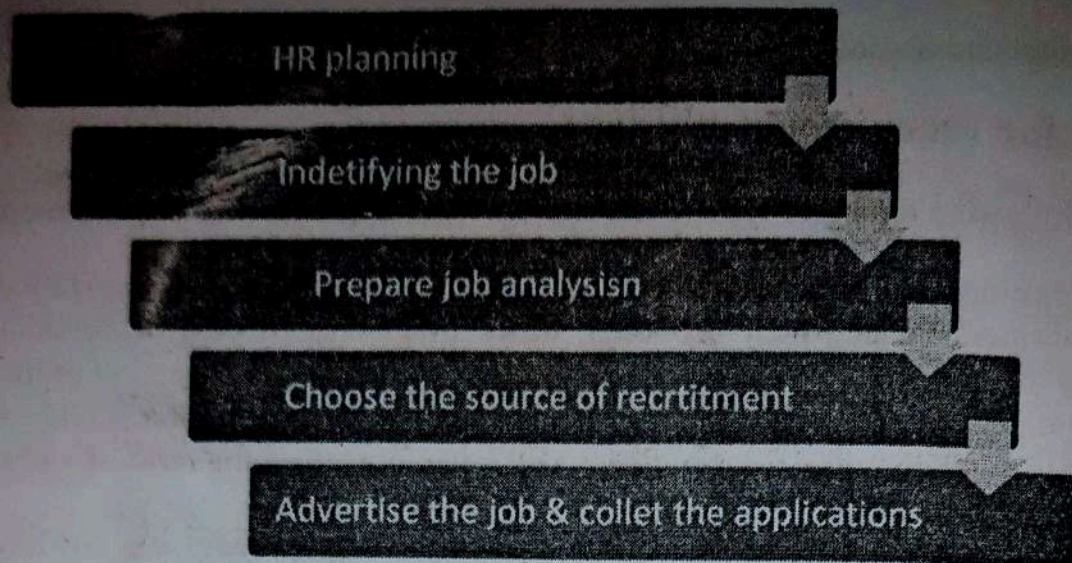 HR planning
Indetifying the job
Prepare job analysisn
Choose the source of recrtitment
Advertise the job & collet the applications